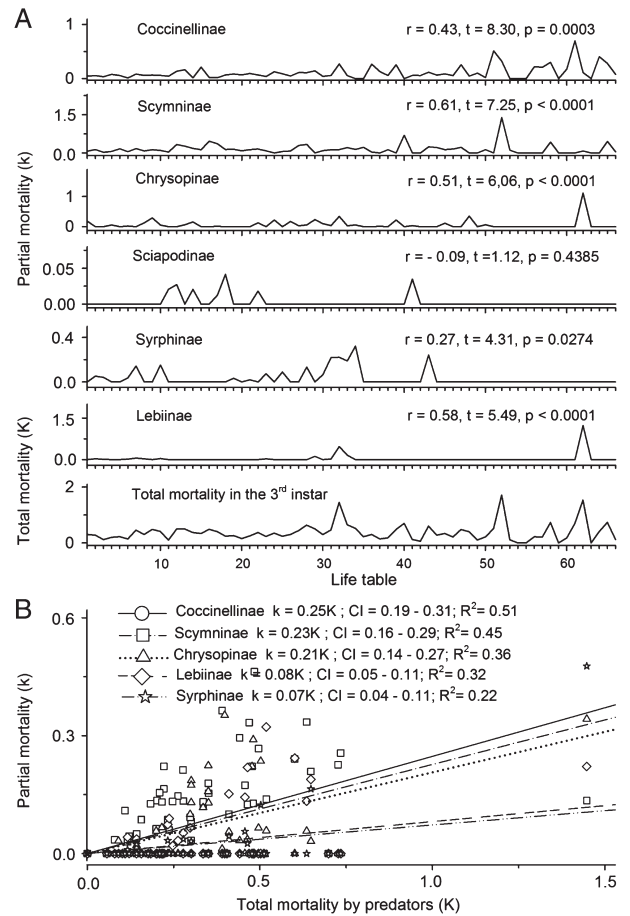 A
Partial mortality (k)
Total mortality (K)
1
0
Coccinellinae r = 0.43, t = 8.30, p = 0.0003
1.5
0.0
Scymninae r = 0.61, t = 7.25, p < 0.0001
1
0
Chrysopinae r = 0.51, t = 6,06, p < 0.0001
0.05
0.00
Sciapodinae r = - 0.09, t =1.12, p = 0.4385
0.4
0.0
Syrphinae r = 0.27, t = 4.31, p = 0.0274
1.5
0.0
Lebiinae r = 0.58, t = 5.49, p < 0.0001
2
0
Total mortality in the 3rd instar
10 20 30 40 50 60
Life table
B
Partial mortality (k)
0.6
0.3
0.0
Coccinellinae k = 0.25K ; CI = 0.19 - 0.31; R2= 0.51
Scymninae k = 0.23K ; CI = 0.16 - 0.29; R2= 0.45
Chrysopinae k = 0.21K ; CI = 0.14 - 0.27; R2= 0.36
Lebiinae k = 0.08K ; CI = 0.05 - 0.11; R2= 0.32
Syrphinae k = 0.07K ; CI = 0.04 - 0.11; R2= 0.22
0.0 0.5 1.0 1.5
Total mortality by predators (K)